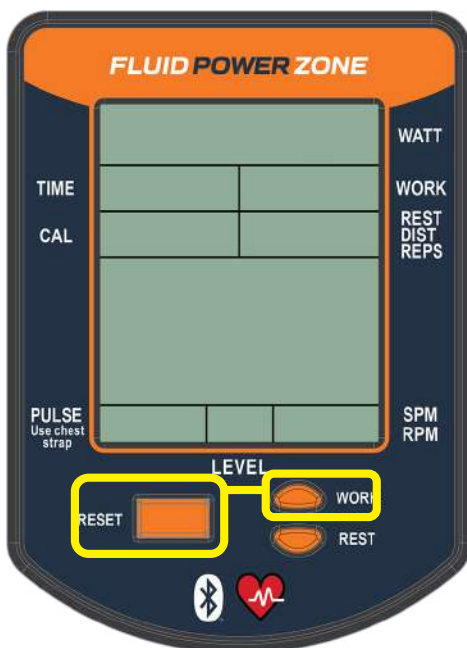 FLUID POWER ZONE
WATT
TIME
WORK
CAL
REST
DIST
REPS
PULSE
Use chest
strap
SPM
RPM
LEVEL
RESET
WORK
REST